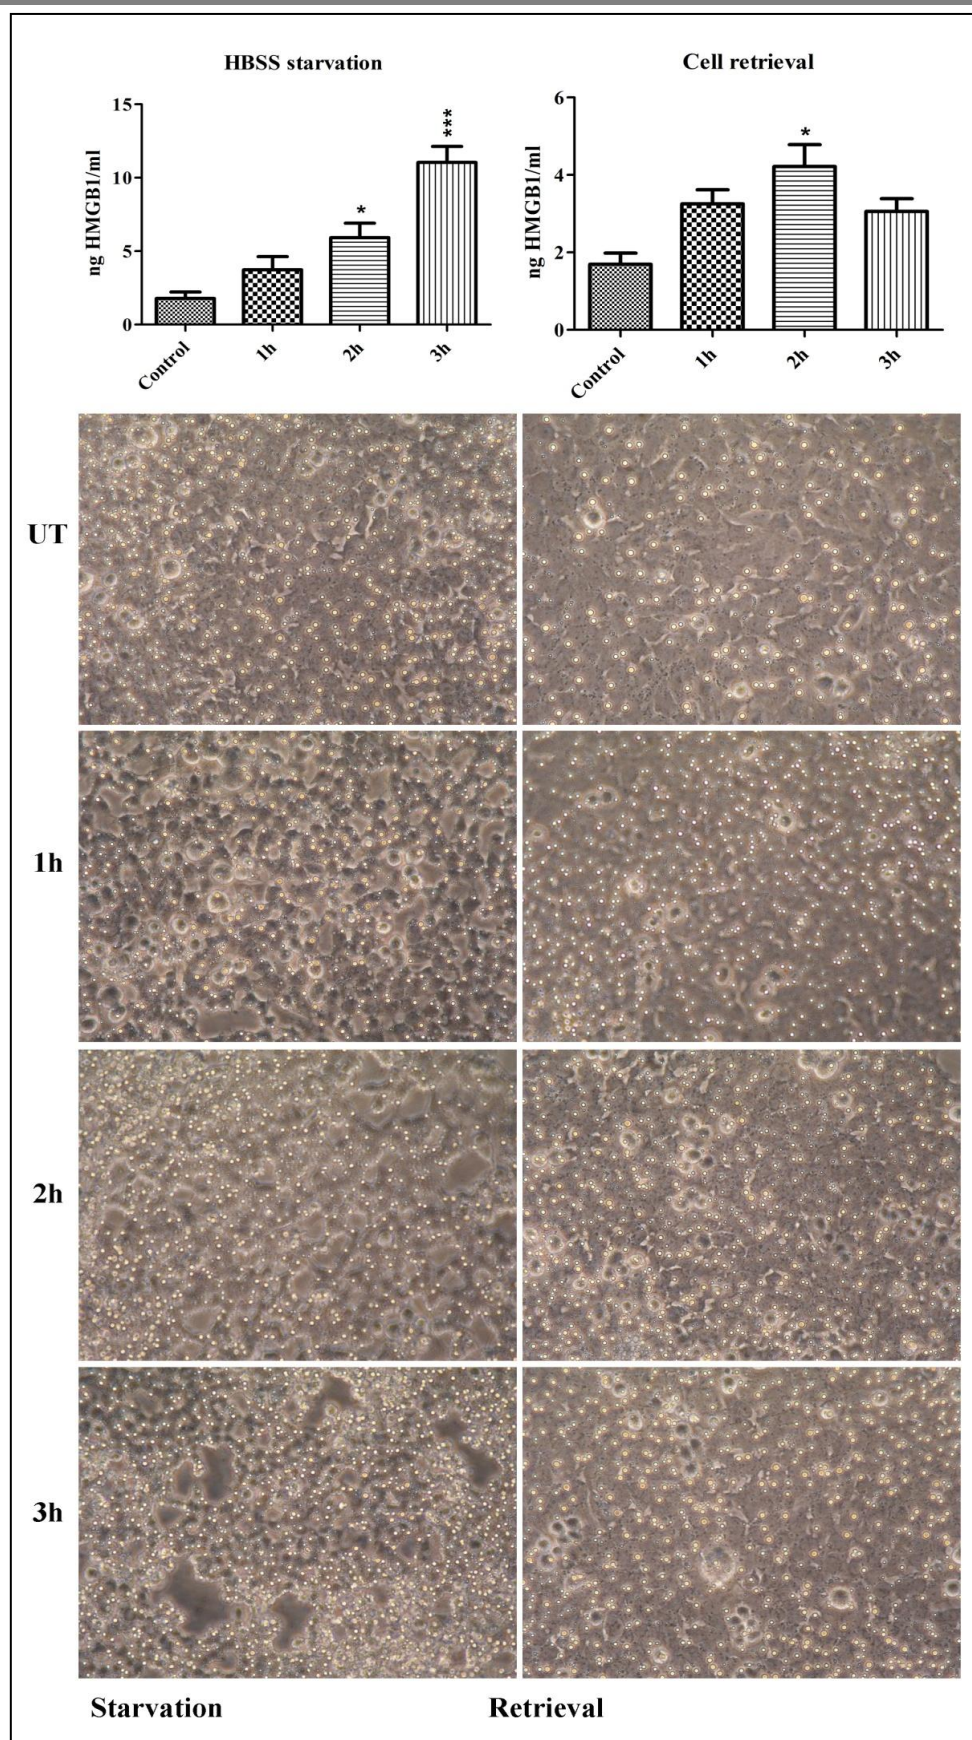 HBSS starvation
ng HMGB1/ml
15
10
5
0
*
***
Control
1h
2h
3h
Cell retrieval
ng HMGB1/ml
6
4
2
0
*
Control
1h
2h
3h
UT
1h
2h
3h
Starvation
Retrieval